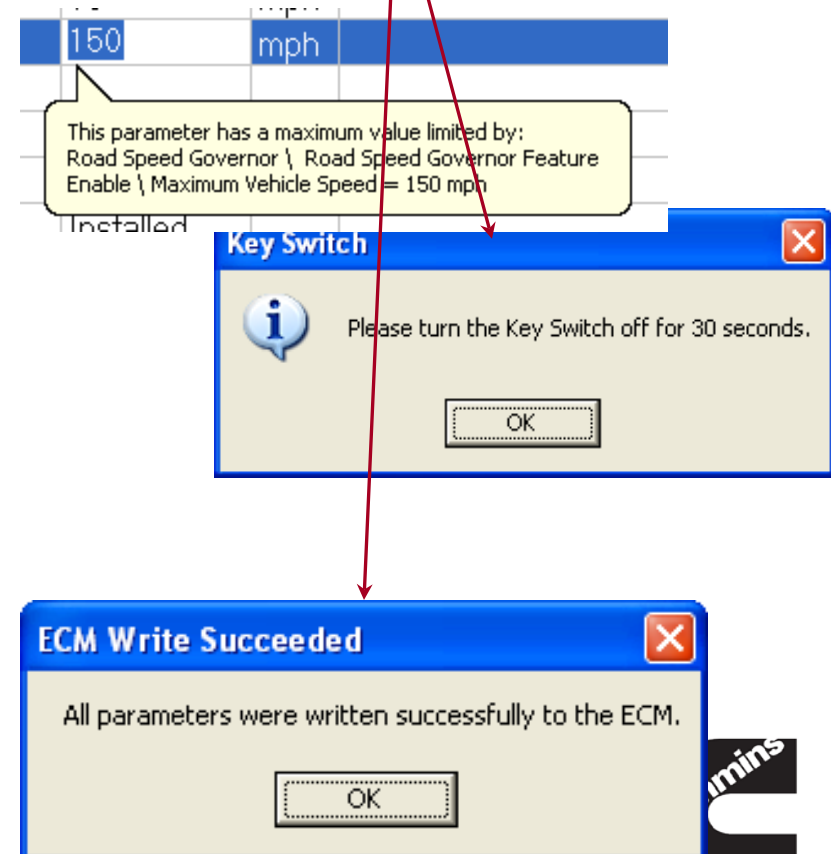 150 mph
This parameter has a maximum value limited by:
Road Speed Governor \ Road Speed Governor Feature
Enable \ Maximum Vehicle Speed = 150 mph
Installed
Key Switch
Please turn the Key Switch off for 30 seconds.
OK
ECM Write Succeeded
All parameters were written successfully to the ECM.
OK
mmins